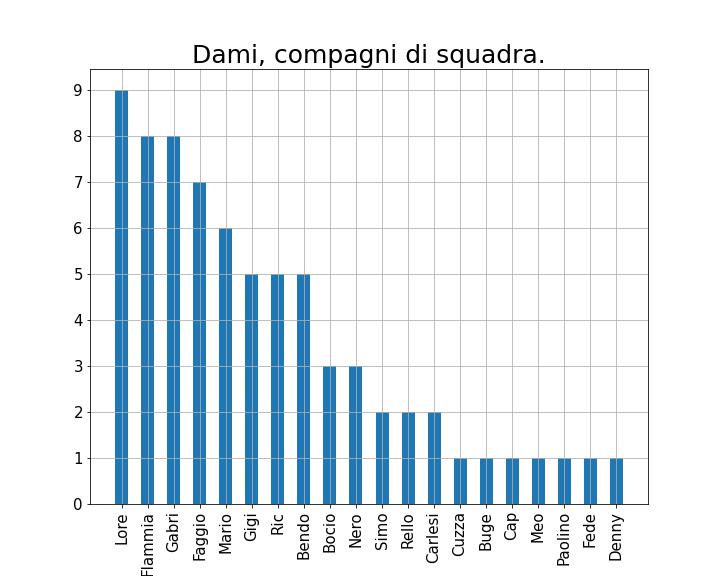 Dami, compagni di squadra.
9
8
7
6
5
4
3
2
1
0
Lore
Flammia
Gabri
Faggio
Mario
Gigi
Ric
Bendo
Bocio
Nero
Simo
Rello
Carlesi
Cuzza
Buge
Cap
Meo
Paolino
Fede
Denny